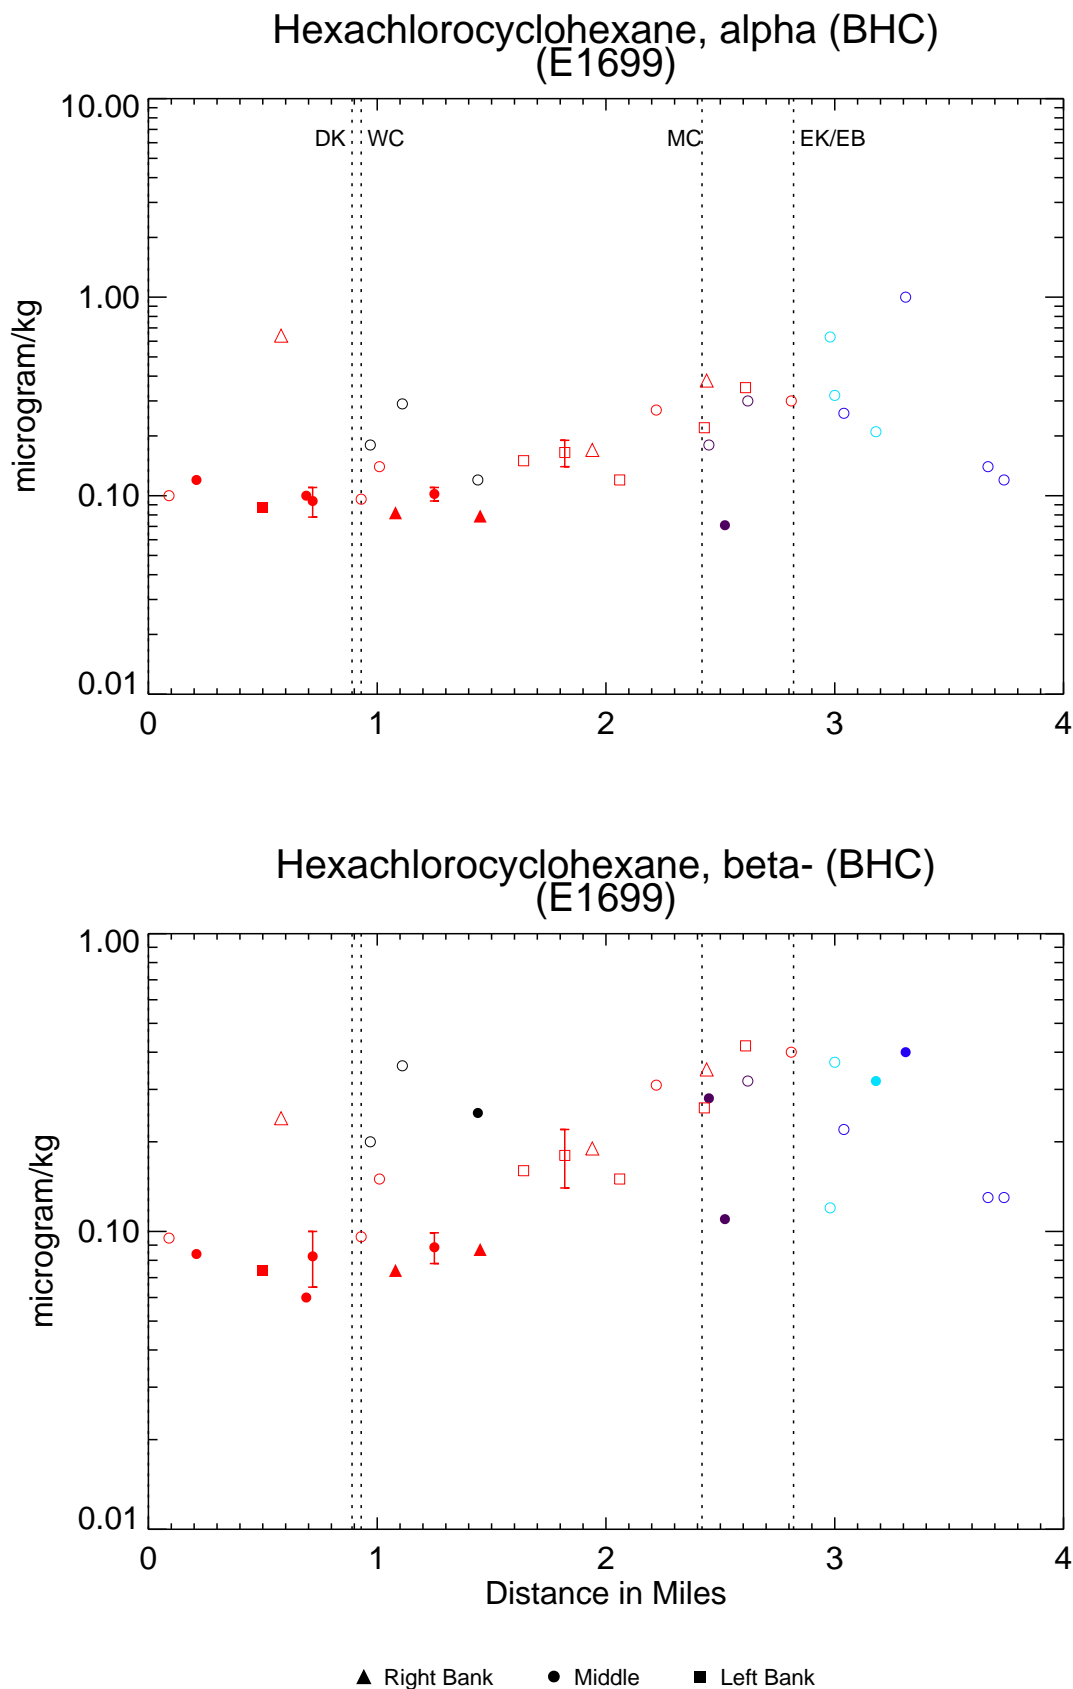 Hexachlorocyclohexane, alpha (BHC)
(E1699)
10.00
DK WC MC EK/EB
1.00
microgram/kg
0.10
0.01
0 1 2 3 4
Hexachlorocyclohexane, beta- (BHC)
(E1699)
1.00
0.10
microgram/kg
0.01
0 1 2 3 4
Distance in Miles
Right Bank Middle Left Bank